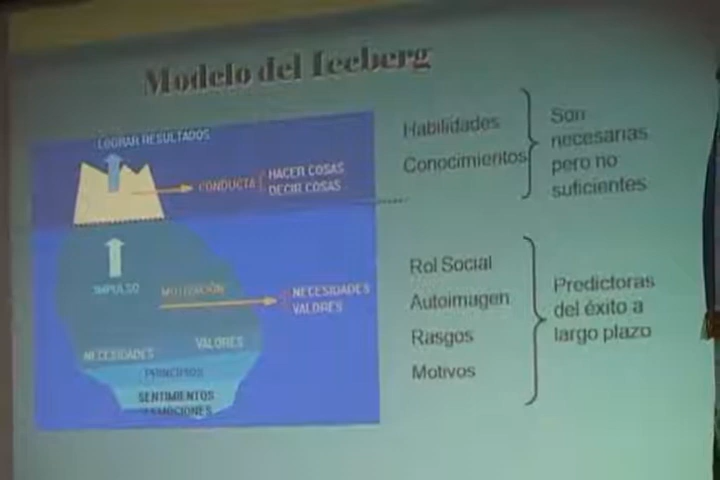 Modelo del Iceberg
LOGRAR RESULTADOS
CONDUCTA
HACER COSAS
DECIR COSAS
IMPULSO
MOTIVACIÓN
NECESIDADES
VALORES
NECESIDADES
VALORES
PRINCIPIOS
SENTIMIENTOS
EMOCIONES
Habilidades
Conocimientos
Son
necesarias
pero no
suficientes
Rol Social
Autoimagen
Rasgos
Motivos
Predictoras
del éxito a
largo plazo